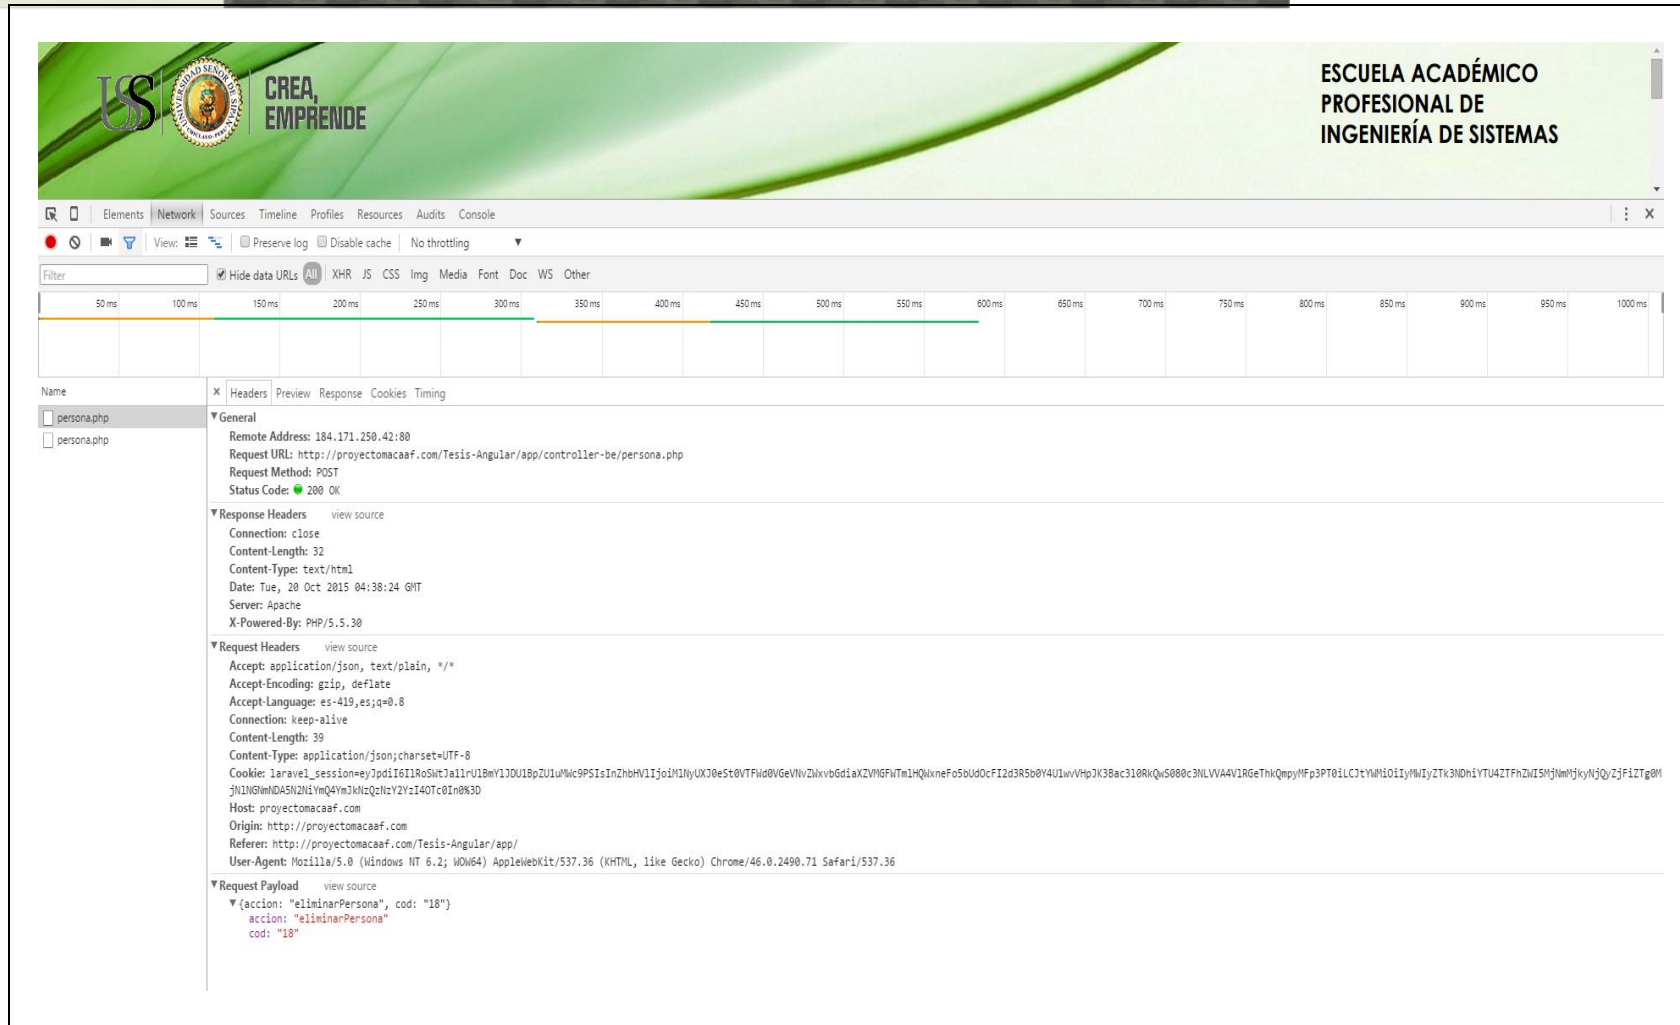 USS
UNIVERSIDAD SEÑOR DE SIPAN
CHICLAYO-PERU
CREA,
EMPRENDE
ESCUELA ACADÉMICO
PROFESIONAL DE
INGENIERÍA DE SISTEMAS
Elements Network Sources Timeline Profiles Resources Audits Console
View: Preserve log Disable cache No throttling
Filter Hide data URLs All XHR JS CSS Img Media Font Doc WS Other
50 ms 100 ms 150 ms 200 ms 250 ms 300 ms 350 ms 400 ms 450 ms 500 ms 550 ms 600 ms 650 ms 700 ms 750 ms 800 ms 850 ms 900 ms 950 ms 1000 ms
Name
persona.php
persona.php
Headers Preview Response Cookies Timing
General
Remote Address: 184.171.250.42:80
Request URL: http://proyectomacaaf.com/Tesis-Angular/app/controller-be/persona.php
Request Method: POST
Status Code: 200 OK
Response Headers view source
Connection: close
Content-Length: 32
Content-Type: text/html
Date: Tue, 20 Oct 2015 04:38:24 GMT
Server: Apache
X-Powered-By: PHP/5.5.30
Request Headers view source
Accept: application/json, text/plain, */*
Accept-Encoding: gzip, deflate
Accept-Language: es-419,es;q=0.8
Connection: keep-alive
Content-Length: 39
Content-Type: application/json;charset=UTF-8
Cookie:
Host: proyectomacaaf.com
Origin: http://proyectomacaaf.com
Referer: http://proyectomacaaf.com/Tesis-Angular/app/
User-Agent: Mozilla/5.0 (Windows NT 6.2; WOW64) AppleWebKit/537.36 (KHTML, like Gecko) Chrome/46.0.2490.71 Safari/537.36
Request Payload view source
{accion: "eliminarPersona", cod: "18"}
accion: "eliminarPersona"
cod: "18"